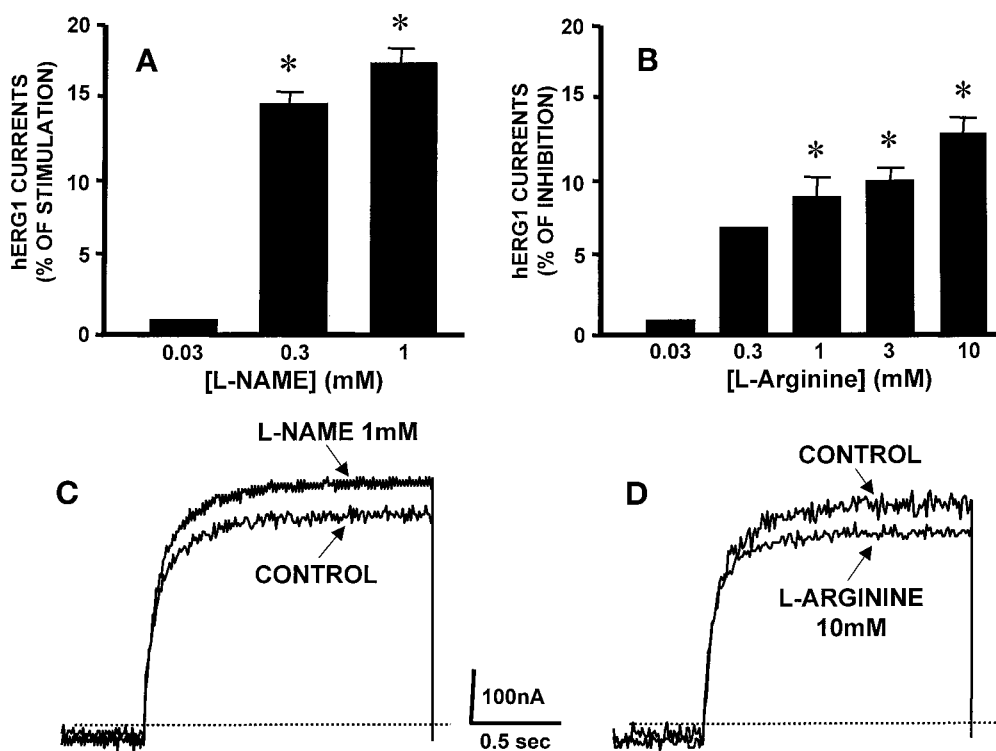 A
hERG1 CURRENTS
(% OF STIMULATION)
20
15
10
5
0
* *
0.03 0.3 1
[L-NAME] (mM)
B
hERG1 CURRENTS
(% OF INHIBITION)
20
15
10
5
0
* * *
0.03 0.3 1 3 10
[L-Arginine] (mM)
C
L-NAME 1mM
CONTROL
100nA
0.5 sec
D
CONTROL
L-ARGININE
10mM